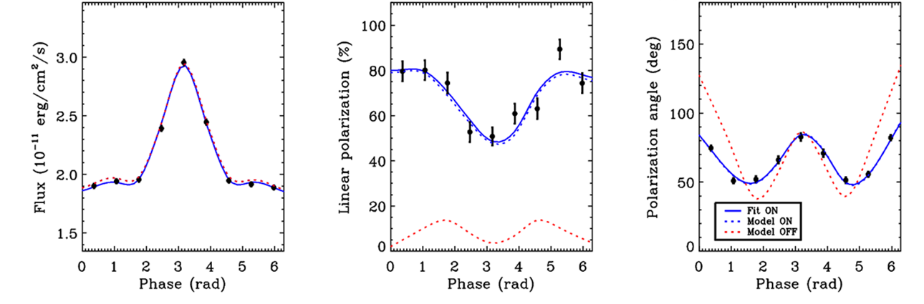 Flux (10⁻¹¹ erg/cm²/s)
3.0
2.5
2.0
1.5
0 1 2 3 4 5 6
Phase (rad)
Linear polarization (%)
100
80
60
40
20
0
0 1 2 3 4 5 6
Phase (rad)
Polarization angle (deg)
150
100
50
0
Fit ON
Model ON
Model OFF
0 1 2 3 4 5 6
Phase (rad)